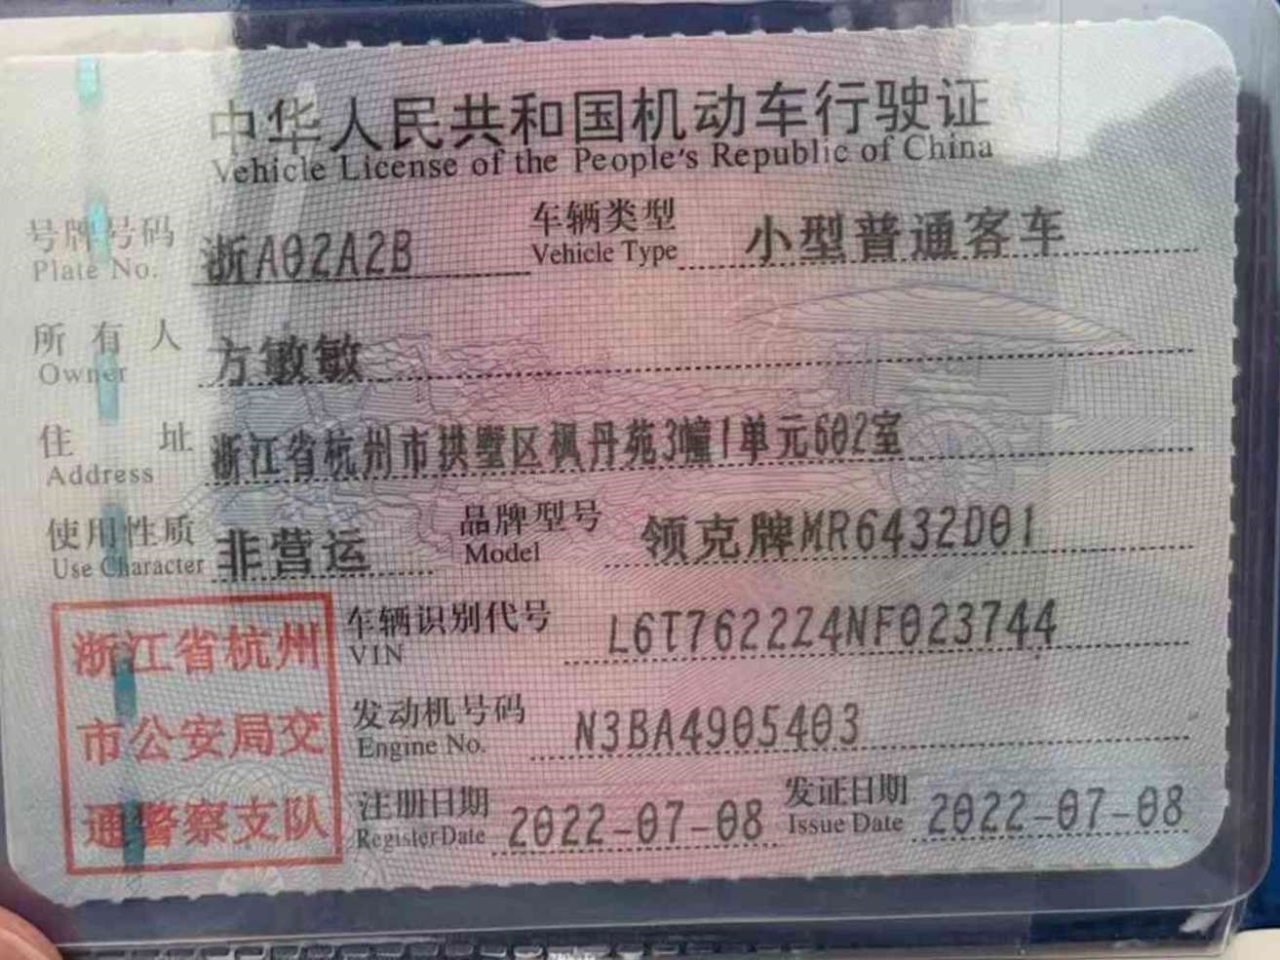 中华人民共和国机动车行驶证
Vehicle License of the People's Republic of China
号牌号码 浙A02A2B 车辆类型 小型普通客车
Plate No. Vehicle Type
所有人 方敏敏
Owner
住址 浙江省杭州市拱墅区枫丹苑3幢1单元602室
Address
使用性质 非营运 品牌型号 领克牌MR6432D01
Use Character Model
浙江省杭州
市公安局交
通警察支队
车辆识别代号 L6T7622Z4NF023744
VIN
发动机号码 N3BA4905403
Engine No.
注册日期 2022-07-08 发证日期 2022-07-08
Register Date Issue Date